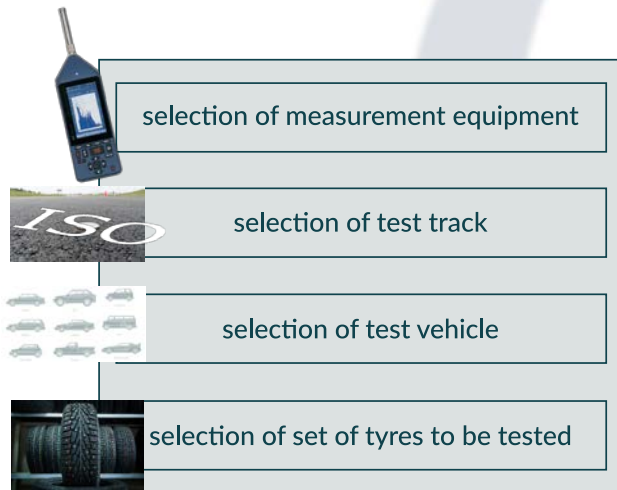 selection of measurement equipment
ISO
selection of test track
selection of test vehicle
selection of set of tyres to be tested